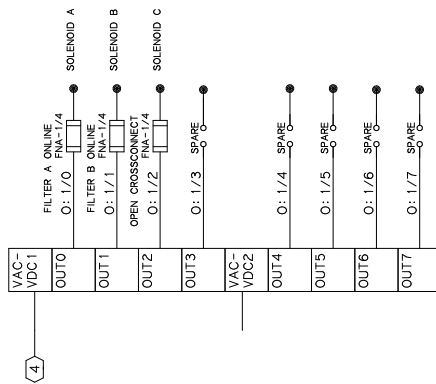 SOLENOID A
SOLENOID B
SOLENOID C
FILTER A ONLINE
FNA-1/4
FILTER B ONLINE
FNA-1/4
OPEN CROSSCONNECT
FNA-1/4
SPARE
SPARE
SPARE
SPARE
SPARE
O: 1/0
O: 1/1
O: 1/2
O: 1/3
O: 1/4
O: 1/5
O: 1/6
O: 1/7
VAC-
VDC1
OUT0
OUT1
OUT2
OUT3
VAC-
VDC2
OUT4
OUT5
OUT6
OUT7
4